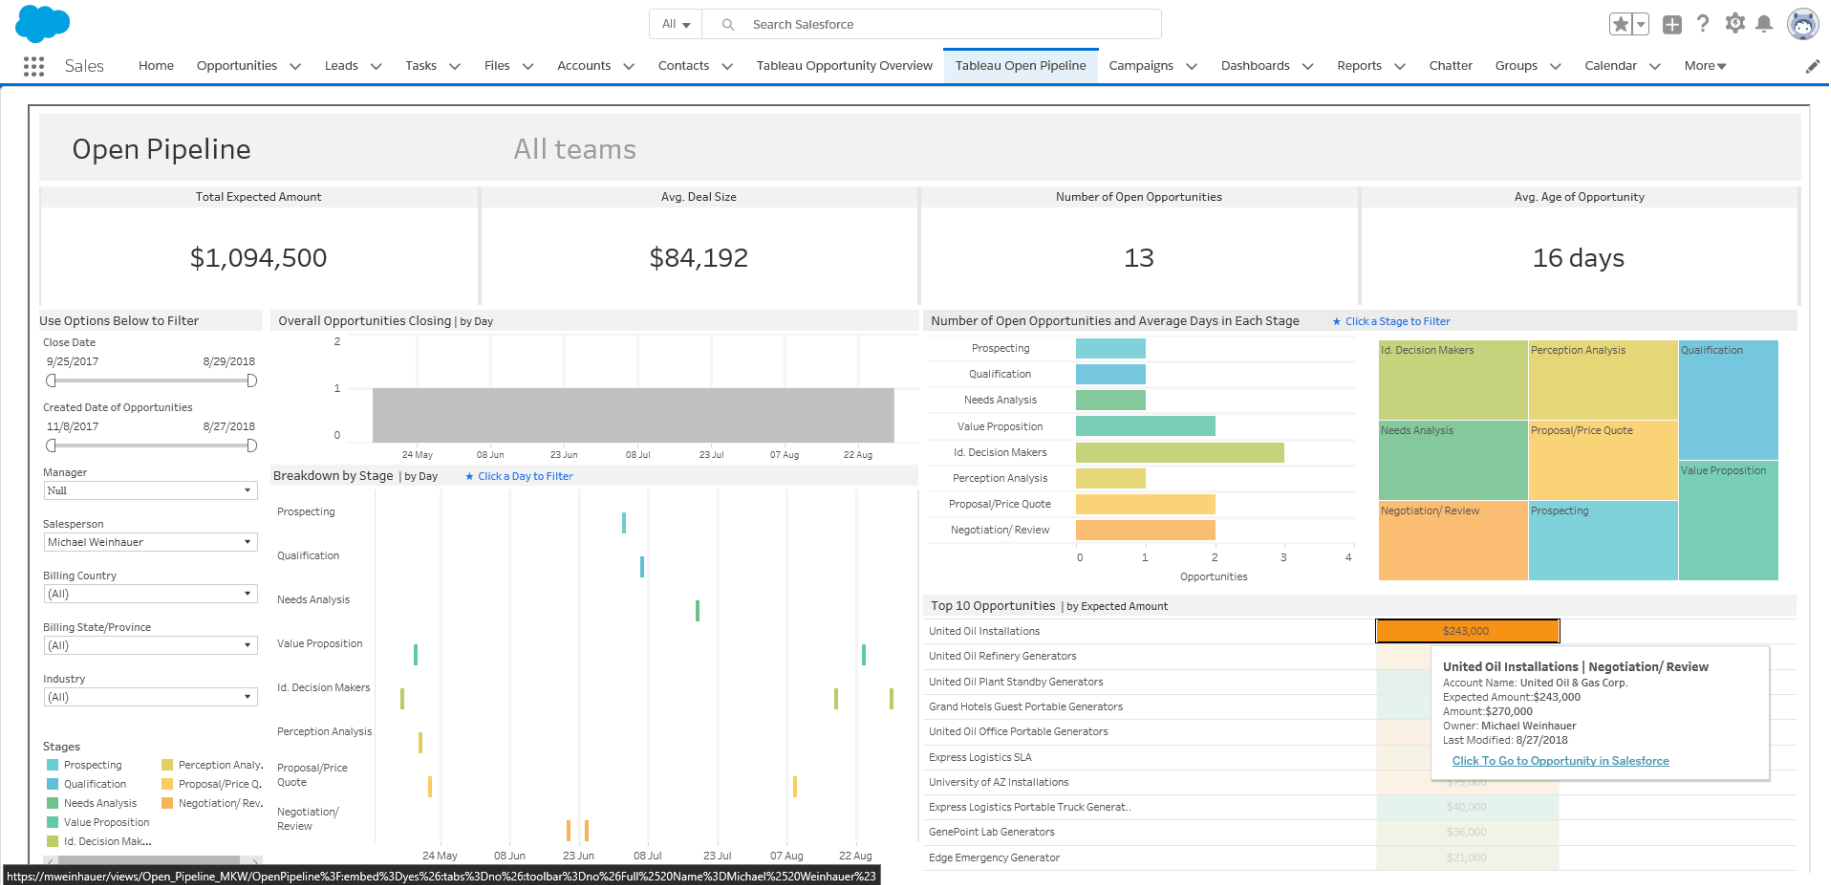 All
Search Salesforce
Sales
Home
Opportunities
Leads
Tasks
Files
Accounts
Contacts
Tableau Opportunity Overview
Tableau Open Pipeline
Campaigns
Dashboards
Reports
Chatter
Groups
Calendar
More
Open Pipeline
All teams
Total Expected Amount
Avg. Deal Size
Number of Open Opportunities
Avg. Age of Opportunity
$1,094,500
$84,192
13
16 days
Use Options Below to Filter
Close Date
9/25/2017
8/29/2018
Created Date of Opportunities
11/8/2017
8/27/2018
Manager
Null
Salesperson
Michael Weinhauer
Billing Country
(All)
Billing State/Province
(All)
Industry
(All)
Stages
Prospecting
Qualification
Needs Analysis
Value Proposition
Id. Decision Mak...
Perception Analy.
Proposal/Price Q.
Negotiation/ Rev..
Overall Opportunities Closing | by Day
2
1
0
24 May
08 Jun
23 Jun
08 Jul
23 Jul
07 Aug
22 Aug
Breakdown by Stage | by Day
★ Click a Day to Filter
Prospecting
Qualification
Needs Analysis
Value Proposition
Id. Decision Makers
Perception Analysis
Proposal/Price
Quote
Negotiation/
Review
24 May
08 Jun
23 Jun
08 Jul
23 Jul
07 Aug
22 Aug
Number of Open Opportunities and Average Days in Each Stage
★ Click a Stage to Filter
Prospecting
Qualification
Needs Analysis
Value Proposition
Id. Decision Makers
Perception Analysis
Proposal/Price Quote
Negotiation/ Review
0
1
2
3
4
Opportunities
Id. Decision Makers
Perception Analysis
Qualification
Needs Analysis
Proposal/Price Quote
Value Proposition
Negotiation/ Review
Prospecting
Top 10 Opportunities | by Expected Amount
United Oil Installations
$243,000
United Oil Refinery Generators
United Oil Plant Standby Generators
Grand Hotels Guest Portable Generators
United Oil Office Portable Generators
Express Logistics SLA
University of AZ Installations
$75,000
Express Logistics Portable Truck Generat..
$40,000
GenePoint Lab Generators
$36,000
Edge Emergency Generator
$21,000
United Oil Installations | Negotiation/ Review
Account Name: United Oil & Gas Corp.
Expected Amount:$243,000
Amount:$270,000
Owner: Michael Weinhauer
Last Modified: 8/27/2018
Click To Go to Opportunity in Salesforce
https://mweinhauer/views/Open_Pipeline_MKW/OpenPipeline%3F:embed%3Dyes%26:tabs%3Dno%26:toolbar%3Dno%26Full%2520Name%3DMichael%2520Weinhauer%23